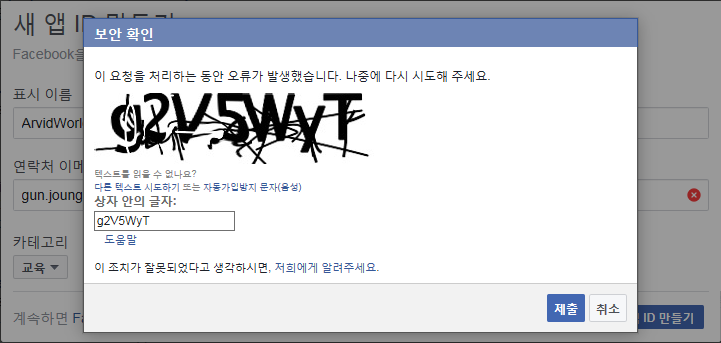 새 앱 ID 만들기
보안 확인
Facebook을
이 요청을 처리하는 동안 오류가 발생했습니다. 나중에 다시 시도해 주세요.
표시 이름
ArvidWorl
연락처 이메
텍스트를 읽을 수 없나요?
다른 텍스트 시도하기 또는 자동가입방지 문자(음성)
상자 안의 글자:
gun.joung
g2V5WyT
도움말
카테고리
교육
이 조치가 잘못되었다고 생각하시면, 저희에게 알려주세요.
제출
취소
계속하면 Fa
ID 만들기